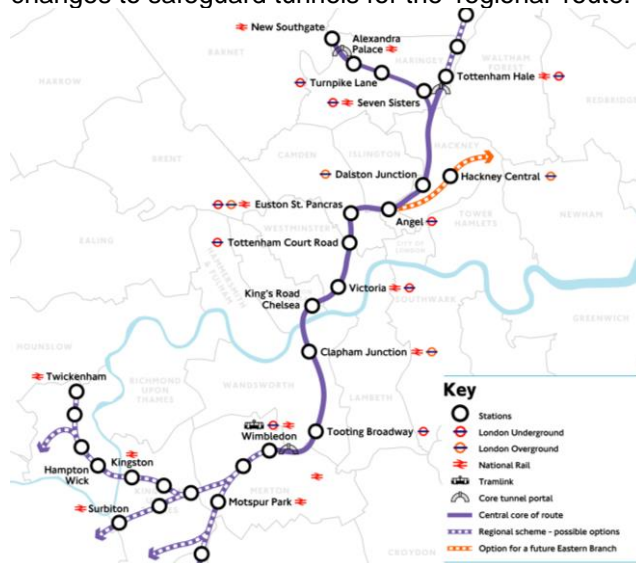 changes to safeguard tunnels for the 'regional' route.
New Southgate
Alexandra
Palace
BARNET
HARINGEY
WALTHAM
FOREST
HARROW
Turnpike Lane
Tottenham Hale
REDBRIDGE
Seven Sisters
CAMDEN
ISLINGTON
HACKNEY
BRENT
Dalston Junction
Hackney Central
Euston St. Pancras
Angel
WESTMINSTER
TOWER
HAMLETS
NEWHAM
EALING
Tottenham Court Road
CITY OF
LONDON
HAMMERSMITH
& FULHAM
King's Road
Chelsea
Victoria
SOUTHWARK
GREENWICH
HOUNSLOW
Clapham Junction
Twickenham
RICHMOND
UPON
THAMES
WANDSWORTH
LAMBETH
Wimbledon
Tooting Broadway
Hampton
Wick
Kingston
MERTON
Surbiton
Motspur Park
CROYDON
Key
Stations
London Underground
London Overground
National Rail
Tramlink
Core tunnel portal
Central core of route
Regional scheme - possible options
Option for a future Eastern Branch